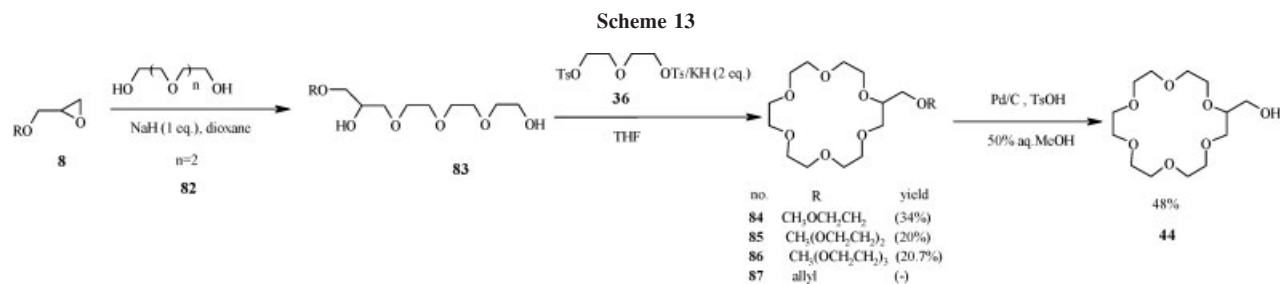 Scheme 13
OH
(
O
)
n
OH
RO
O
8
NaH (1 eq.), dioxane
n=2
82
RO
HO
O
O
O
OH
83
TsO
O
OTs/KH (2 eq.)
36
THF
O
O
O
O
O
O
OR
no. R yield
84 CH₃OCH₂CH₂ (34%)
85 CH₃(OCH₂CH₂)₂ (20%)
86 CH₃(OCH₂CH₂)₃ (20.7%)
87 allyl (-)
Pd/C , TsOH
50% aq.MeOH
O
O
O
O
O
O
OH
48%
44